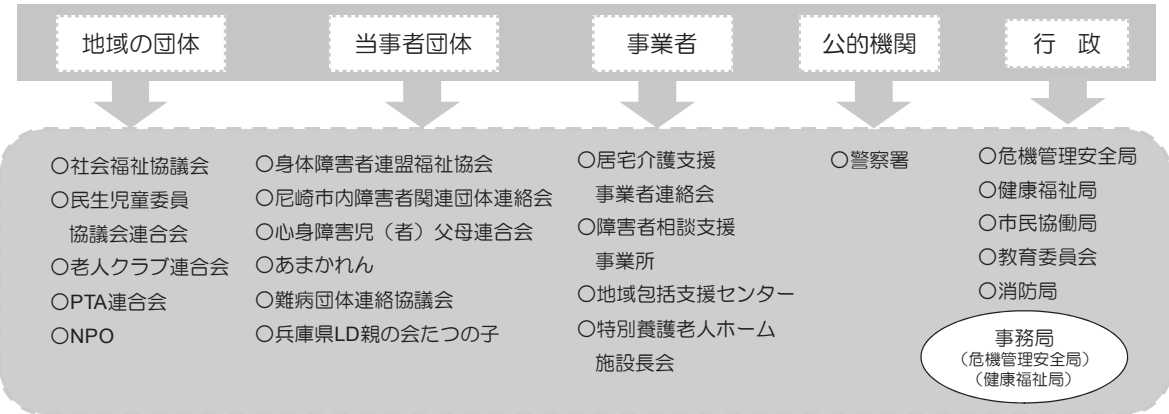 地域の団体
当事者団体
事業者
公的機関
行　政
○社会福祉協議会
○民生児童委員
協議会連合会
○老人クラブ連合会
○PTA連合会
○NPO
○身体障害者連盟福祉協会
○尼崎市内障害者関連団体連絡会
○心身障害児（者）父母連合会
○あまかれん
○難病団体連絡協議会
○兵庫県LD親の会たつの子
○居宅介護支援
事業者連絡会
○障害者相談支援
事業所
○地域包括支援センター
○特別養護老人ホーム
施設長会
○警察署
○危機管理安全局
○健康福祉局
○市民協働局
○教育委員会
○消防局
事務局
（危機管理安全局）
（健康福祉局）